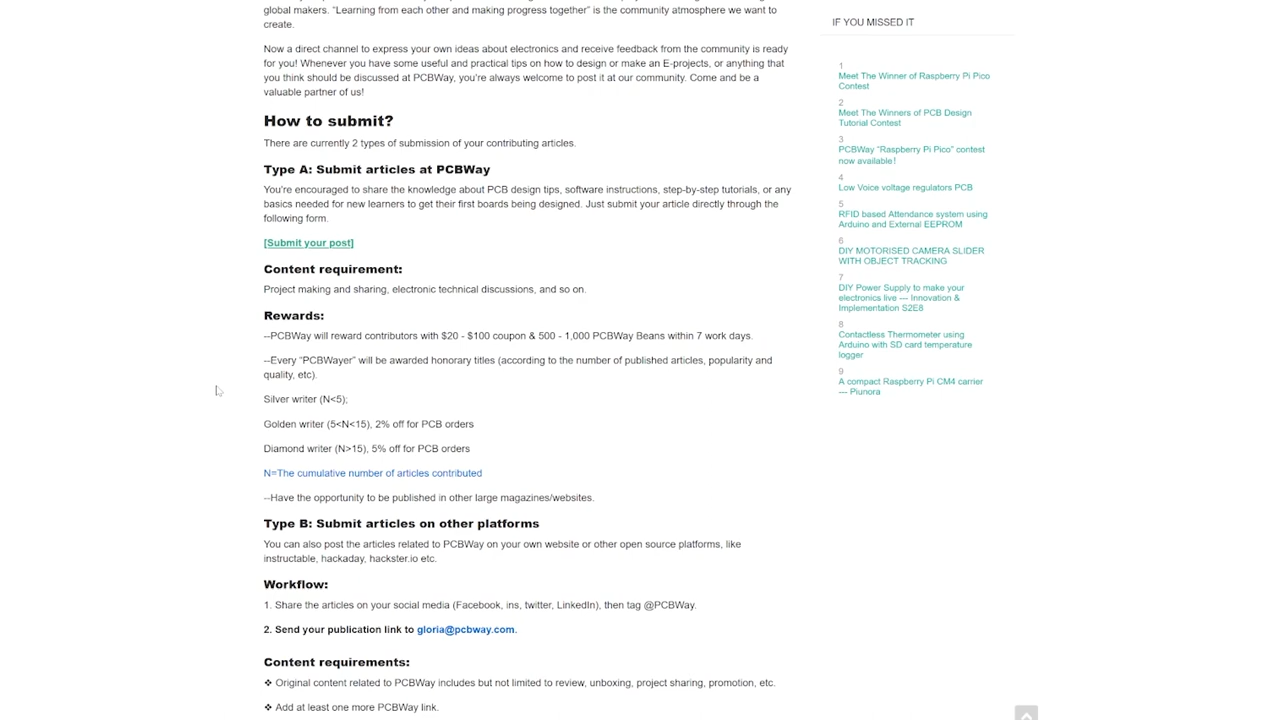 global makers. “Learning from each other and making progress together” is the community atmosphere we want to
create.
Now a direct channel to express your own ideas about electronics and receive feedback from the community is ready
for you! Whenever you have some useful and practical tips on how to design or make an E-projects, or anything that
you think should be discussed at PCBWay, you're always welcome to post it at our community. Come and be a
valuable partner of us!
How to submit?
There are currently 2 types of submission of your contributing articles.
Type A: Submit articles at PCBWay
You're encouraged to share the knowledge about PCB design tips, software instructions, step-by-step tutorials, or any
basics needed for new learners to get their first boards being designed. Just submit your article directly through the
following form.
[Submit your post]
Content requirement:
Project making and sharing, electronic technical discussions, and so on.
Rewards:
--PCBWay will reward contributors with $20 - $100 coupon & 500 - 1,000 PCBWay Beans within 7 work days.
--Every “PCBWayer” will be awarded honorary titles (according to the number of published articles, popularity and
quality, etc).
Silver writer (N<5);
Golden writer (5<N<15), 2% off for PCB orders
Diamond writer (N>15), 5% off for PCB orders
N=The cumulative number of articles contributed
--Have the opportunity to be published in other large magazines/websites.
Type B: Submit articles on other platforms
You can also post the articles related to PCBWay on your own website or other open source platforms, like
instructable, hackaday, hackster.io etc.
Workflow:
1. Share the articles on your social media (Facebook, ins, twitter, LinkedIn), then tag @PCBWay.
2. Send your publication link to gloria@pcbway.com.
Content requirements:
❖ Original content related to PCBWay includes but not limited to review, unboxing, project sharing, promotion, etc.
❖ Add at least one more PCBWay link.
IF YOU MISSED IT
1
Meet The Winner of Raspberry Pi Pico
Contest
2
Meet The Winners of PCB Design
Tutorial Contest
3
PCBWay “Raspberry Pi Pico” contest
now available!
4
Low Voice voltage regulators PCB
5
RFID based Attendance system using
Arduino and External EEPROM
6
DIY MOTORISED CAMERA SLIDER
WITH OBJECT TRACKING
7
DIY Power Supply to make your
electronics live --- Innovation &
Implementation S2E8
8
Contactless Thermometer using
Arduino with SD card temperature
logger
9
A compact Raspberry Pi CM4 carrier
--- Piunora